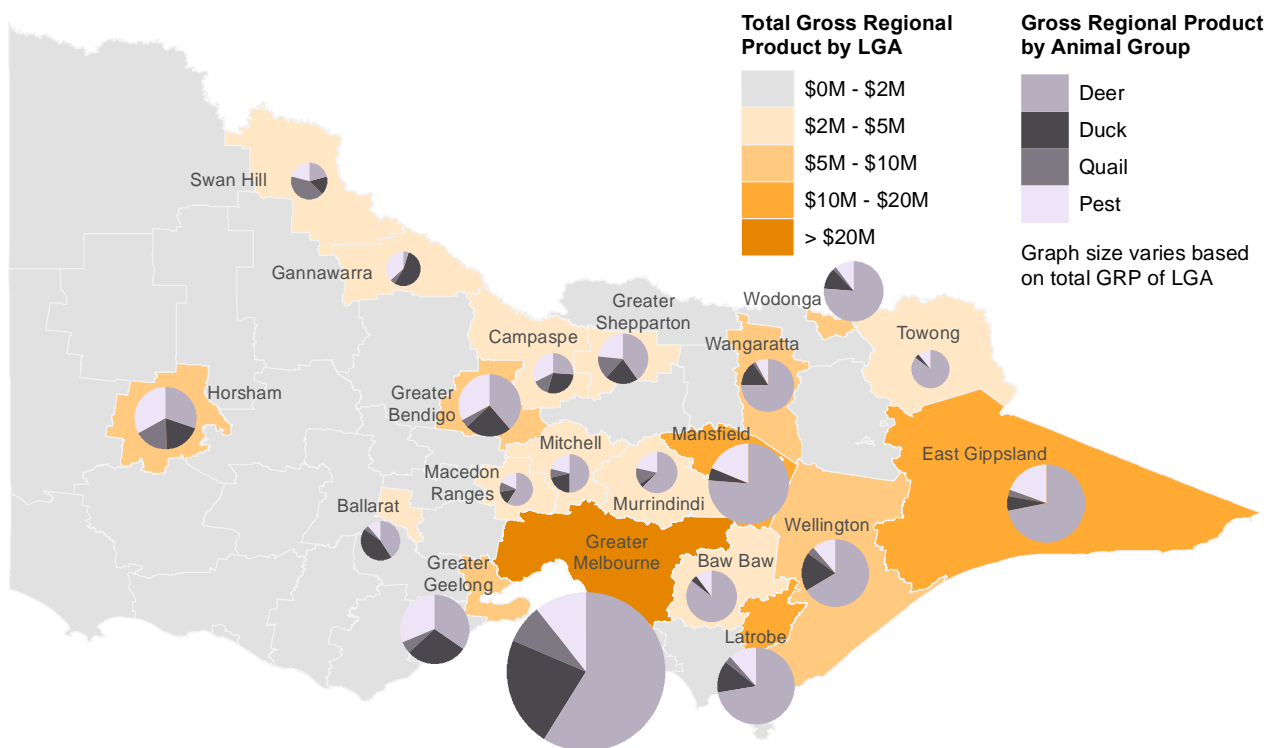 Total Gross Regional
Product by LGA
$0M - $2M
$2M - $5M
$5M - $10M
$10M - $20M
> $20M
Gross Regional Product
by Animal Group
Deer
Duck
Quail
Pest
Graph size varies based
on total GRP of LGA
Swan Hill
Gannawarra
Wodonga
Greater
Shepparton
Campaspe
Wangaratta
Towong
Horsham
Greater
Bendigo
Mitchell
Mansfield
East Gippsland
Macedon
Ranges
Murrindindi
Ballarat
Wellington
Greater
Melbourne
Baw Baw
Greater
Geelong
Latrobe